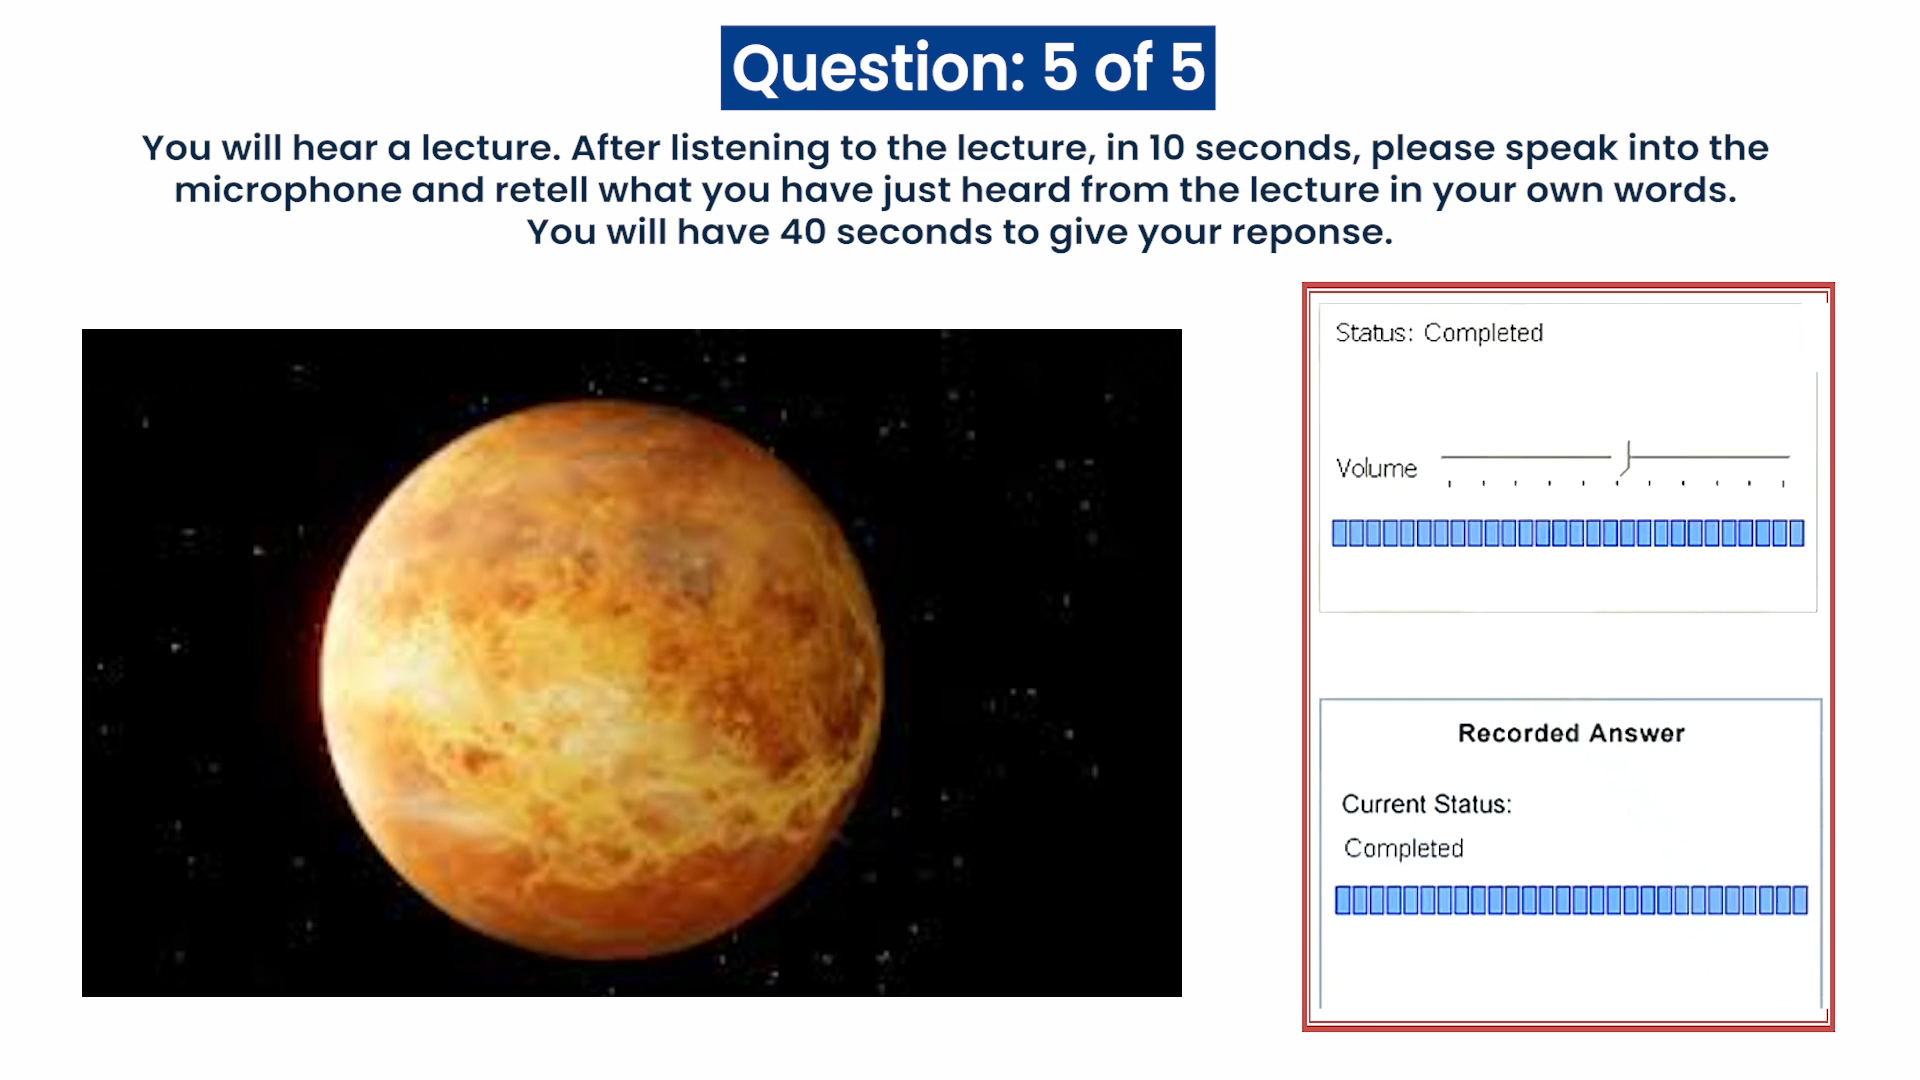 Question: 5 of 5
You will hear a lecture. After listening to the lecture, in 10 seconds, please speak into the
microphone and retell what you have just heard from the lecture in your own words.
You will have 40 seconds to give your reponse.
Status: Completed
Volume
Recorded Answer
Current Status:
Completed